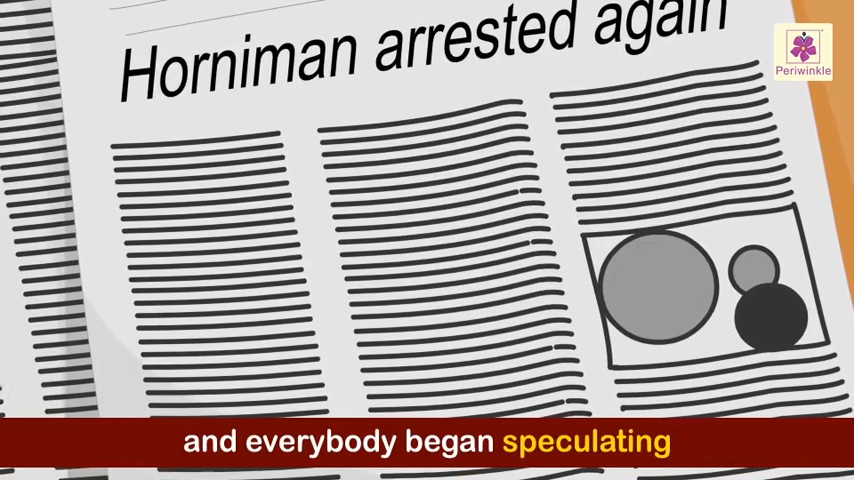 Horniman arrested again
Periwinkle
and everybody began speculating